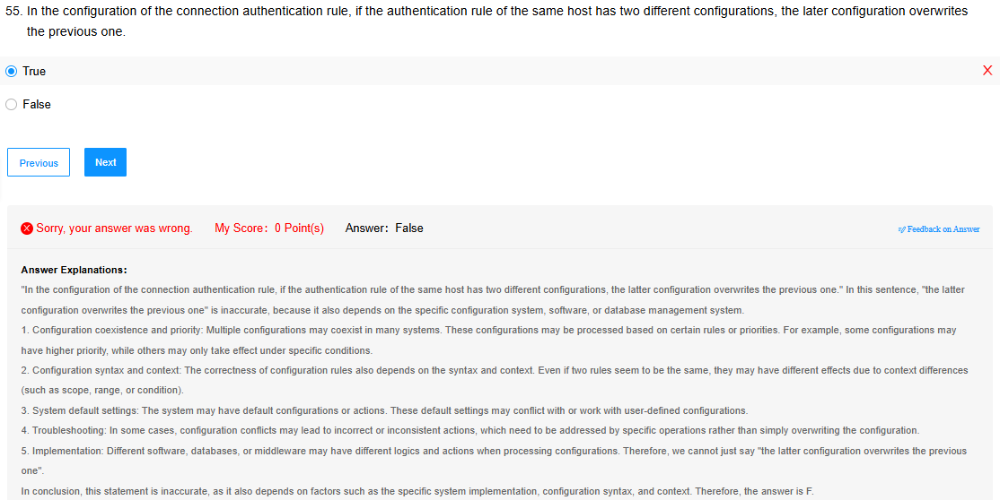 55. In the configuration of the connection authentication rule, if the authentication rule of the same host has two different configurations, the later configuration overwrites
the previous one.
True
X
False
Previous
Next
X Sorry, your answer was wrong. My Score: 0 Point(s) Answer: False
Feedback on Answer
Answer Explanations:
"In the configuration of the connection authentication rule, if the authentication rule of the same host has two different configurations, the latter configuration overwrites the previous one." In this sentence, "the latter
configuration overwrites the previous one" is inaccurate, because it also depends on the specific configuration system, software, or database management system.
1. Configuration coexistence and priority: Multiple configurations may coexist in many systems. These configurations may be processed based on certain rules or priorities. For example, some configurations may
have higher priority, while others may only take effect under specific conditions.
2. Configuration syntax and context: The correctness of configuration rules also depends on the syntax and context. Even if two rules seem to be the same, they may have different effects due to context differences
(such as scope, range, or condition).
3. System default settings: The system may have default configurations or actions. These default settings may conflict with or work with user-defined configurations.
4. Troubleshooting: In some cases, configuration conflicts may lead to incorrect or inconsistent actions, which need to be addressed by specific operations rather than simply overwriting the configuration.
5. Implementation: Different software, databases, or middleware may have different logics and actions when processing configurations. Therefore, we cannot just say "the latter configuration overwrites the previous
one".
In conclusion, this statement is inaccurate, as it also depends on factors such as the specific system implementation, configuration syntax, and context. Therefore, the answer is F.